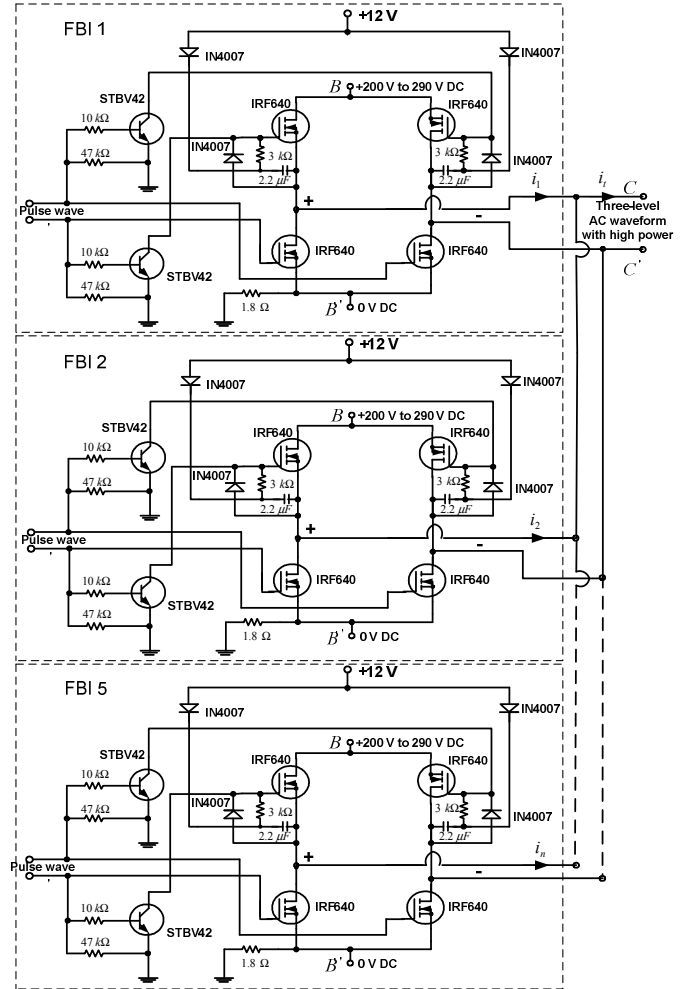 FBI 1
+12 V
IN4007
IN4007
STBV42
IRF640
B
+200 V to 290 V DC
IRF640
10 kΩ
47 kΩ
IN4007
3 kΩ
2.2 μF
3 kΩ
2.2 μF
IN4007
+
-
i1
it
C
Three-level
AC waveform
with high power
C'
Pulse wave
10 kΩ
47 kΩ
STBV42
IRF640
IRF640
1.8 Ω
B'
0 V DC
FBI 2
+12 V
IN4007
IN4007
STBV42
IRF640
B
+200 V to 290 V DC
IRF640
10 kΩ
47 kΩ
IN4007
3 kΩ
2.2 μF
3 kΩ
2.2 μF
IN4007
+
-
i2
Pulse wave
10 kΩ
47 kΩ
STBV42
IRF640
IRF640
1.8 Ω
B'
0 V DC
FBI 5
+12 V
IN4007
IN4007
STBV42
IRF640
B
+200 V to 290 V DC
IRF640
10 kΩ
47 kΩ
IN4007
3 kΩ
2.2 μF
3 kΩ
2.2 μF
IN4007
+
-
in
Pulse wave
10 kΩ
47 kΩ
STBV42
IRF640
IRF640
1.8 Ω
B'
0 V DC